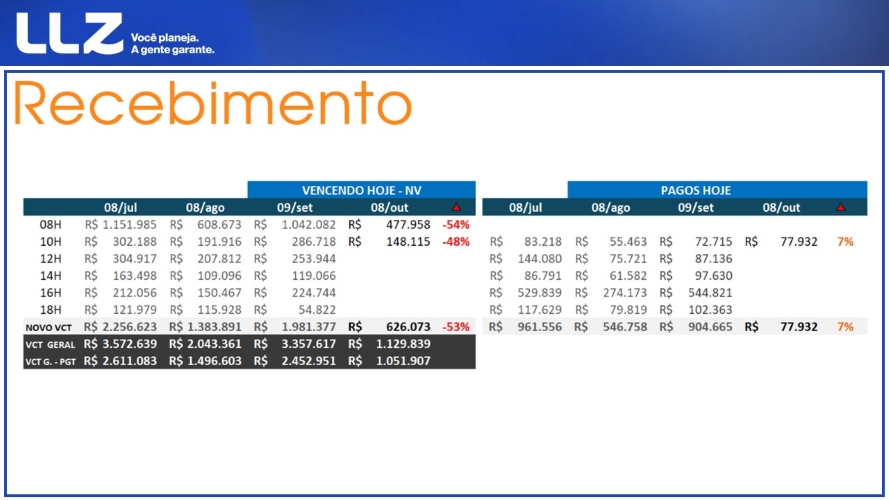 LLZ
Você planeja.
A gente garante.
Recebimento
VENCENDO HOJE - NV PAGOS HOJE
08/jul 08/ago 09/set 08/out 08/jul 08/ago 09/set 08/out
08H R$ 1.151.985 R$ 608.673 R$ 1.042.082 R$ 477.958 -54%
10H R$ 302.188 R$ 191.916 R$ 286.718 R$ 148.115 -48% R$ 83.218 R$ 55.463 R$ 72.715 R$ 77.932 7%
12H R$ 304.917 R$ 207.812 R$ 253.944 R$ 144.080 R$ 75.721 R$ 87.136
14H R$ 163.498 R$ 109.096 R$ 119.066 R$ 86.791 R$ 61.582 R$ 97.630
16H R$ 212.056 R$ 150.467 R$ 224.744 R$ 529.839 R$ 274.173 R$ 544.821
18H R$ 121.979 R$ 115.928 R$ 54.822 R$ 117.629 R$ 79.819 R$ 102.363
NOVO VCT R$ 2.256.623 R$ 1.383.891 R$ 1.981.377 R$ 626.073 -53% R$ 961.556 R$ 546.758 R$ 904.665 R$ 77.932 7%
VCT GERAL R$ 3.572.639 R$ 2.043.361 R$ 3.357.617 R$ 1.129.839
VCT G. - PGT R$ 2.611.083 R$ 1.496.603 R$ 2.452.951 R$ 1.051.907